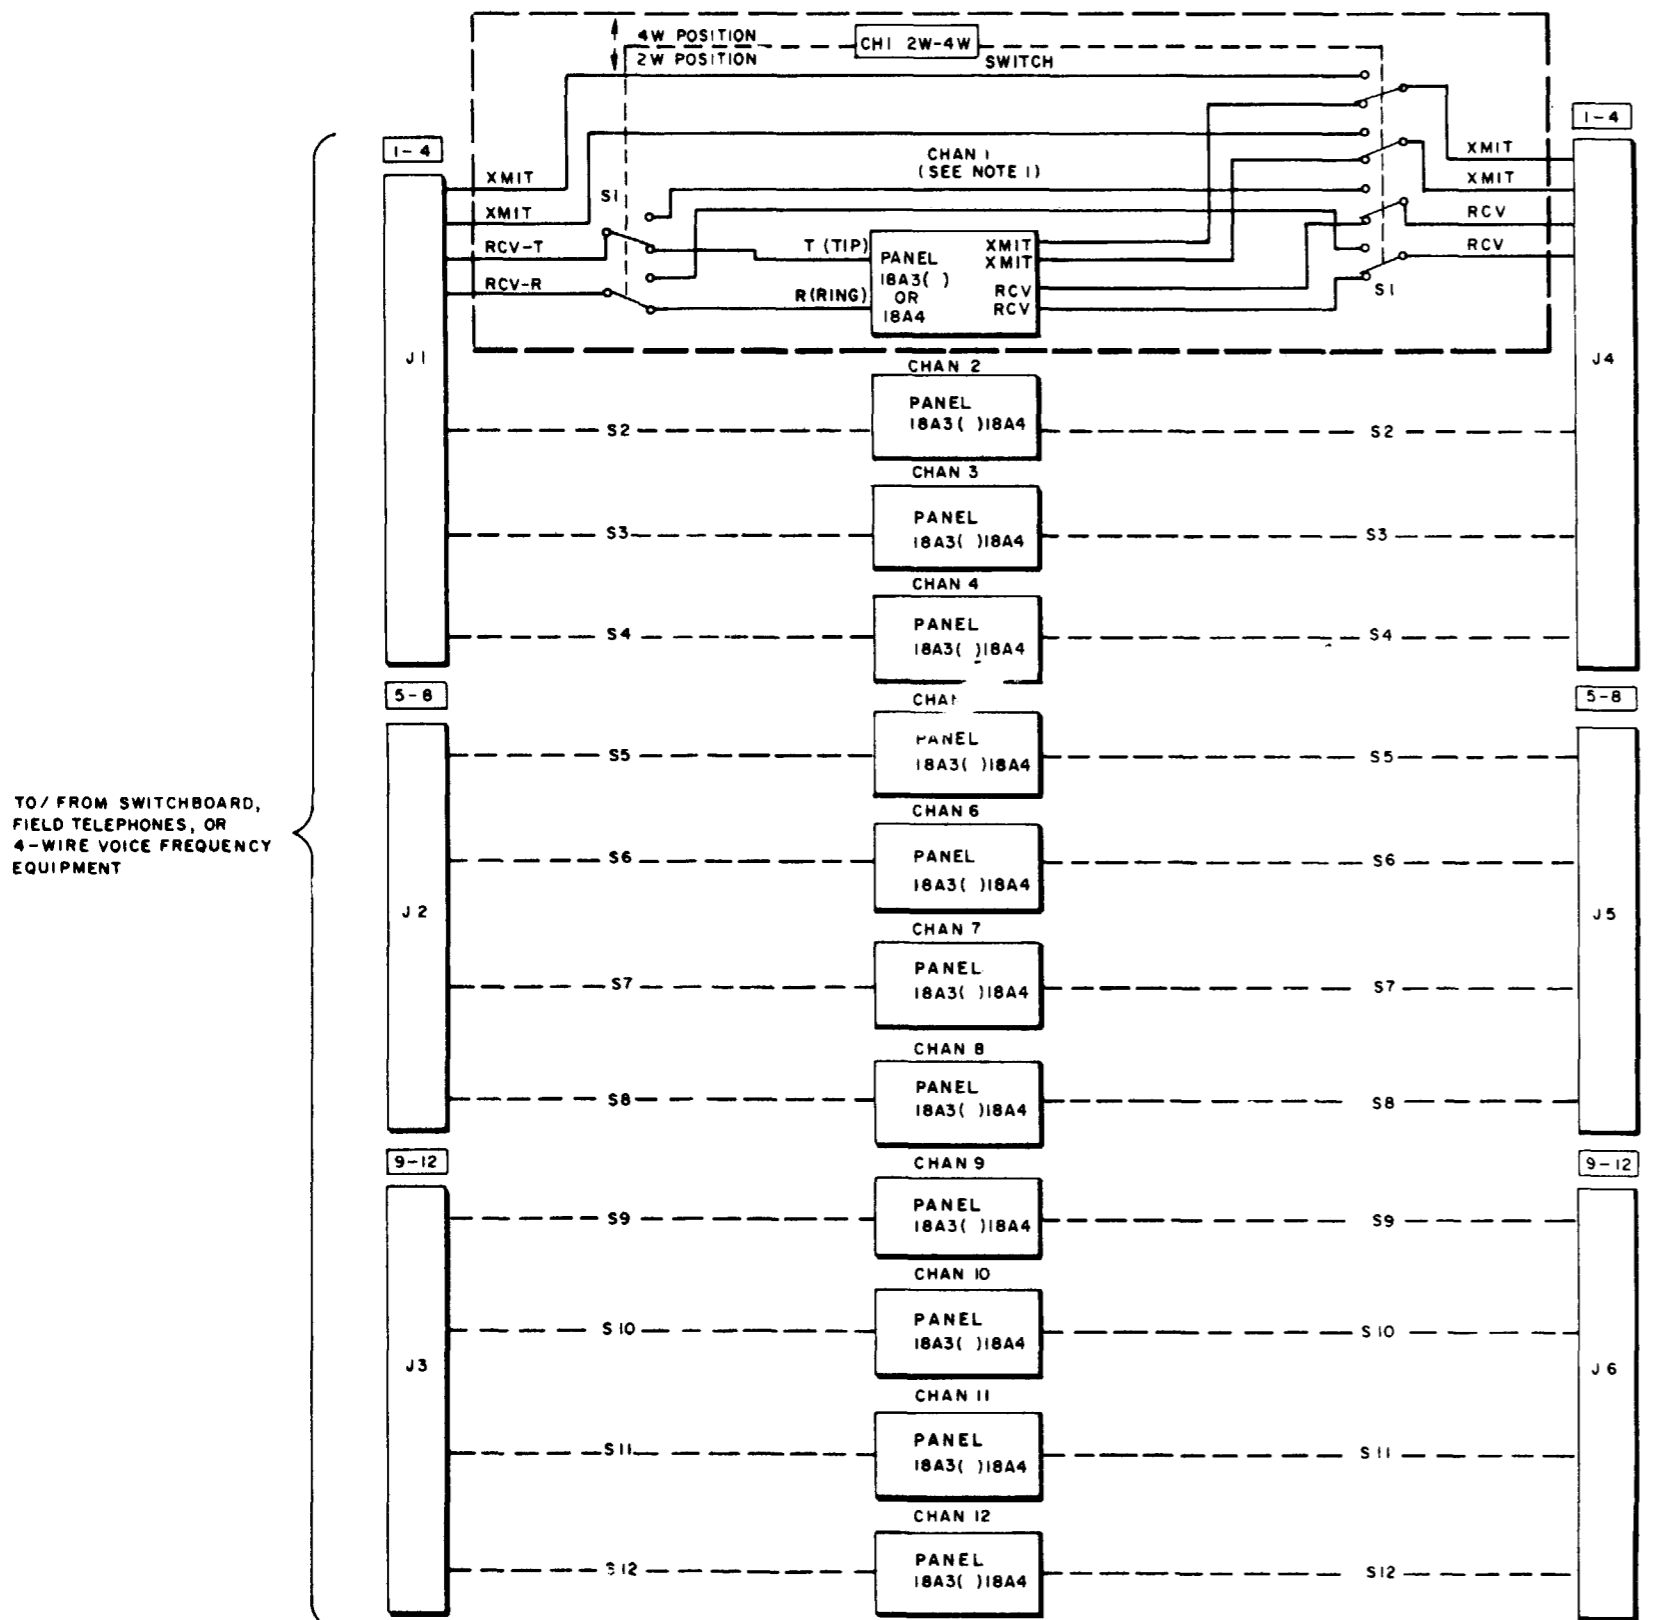 4W POSITION
2W POSITION
CH1 2W-4W
SWITCH
1-4
1-4
XMIT
XMIT
RCV-T
RCV-R
S1
CHAN 1
(SEE NOTE 1)
T (TIP)
R(RING)
PANEL
18A3( )
OR
18A4
XMIT
XMIT
RCV
RCV
S1
XMIT
XMIT
RCV
RCV
J1
J4
CHAN 2
PANEL
18A3( )18A4
S2
S2
CHAN 3
PANEL
18A3( )18A4
S3
S3
CHAN 4
PANEL
18A3( )18A4
S4
S4
5-8
5-8
PANEL
18A3( )18A4
S5
S5
CHAN 6
PANEL
18A3( )18A4
S6
S6
TO/ FROM SWITCHBOARD,
FIELD TELEPHONES, OR
4-WIRE VOICE FREQUENCY
EQUIPMENT
J2
J5
CHAN 7
PANEL
18A3( )18A4
S7
S7
CHAN 8
PANEL
18A3( )18A4
S8
S8
9-12
9-12
CHAN 9
PANEL
18A3( )18A4
S9
S9
CHAN 10
PANEL
18A3( )18A4
S10
S10
J3
J6
CHAN 11
PANEL
18A3( )18A4
S11
S11
CHAN 12
PANEL
18A3( )18A4
S12
S12